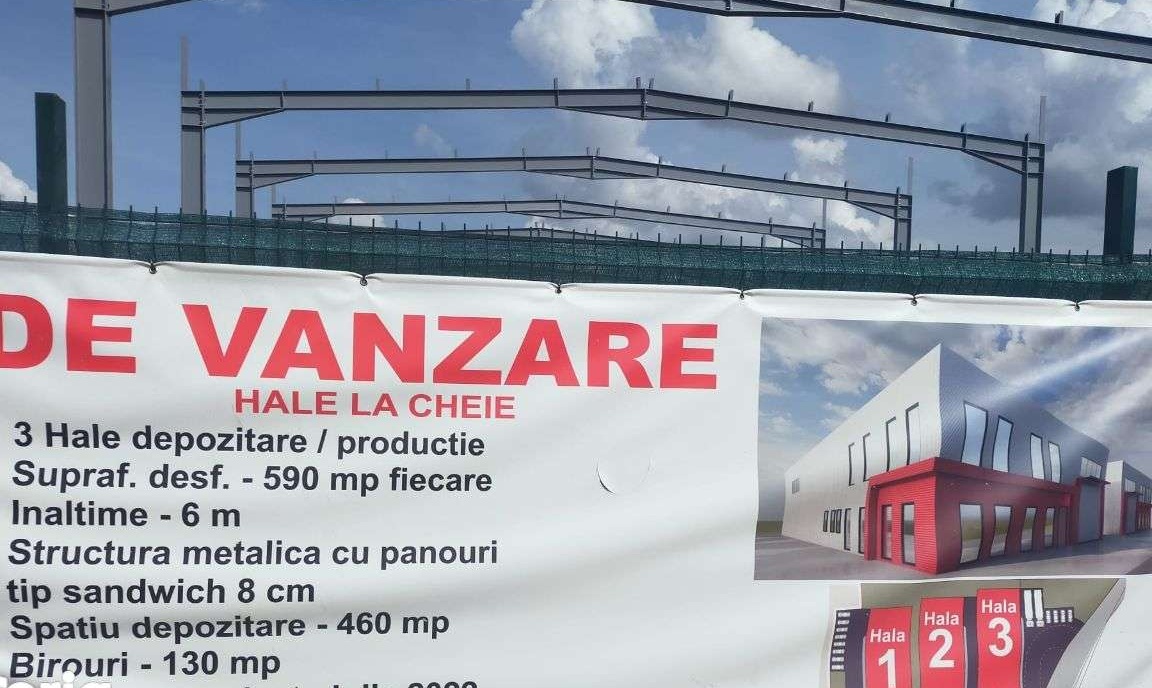 DE VANZARE
HALE LA CHEIE
3 Hale depozitare / productie
Supraf. desf. - 590 mp fiecare
Inaltime - 6 m
Structura metalica cu panouri
tip sandwich 8 cm
Spatiu depozitare - 460 mp
Birouri - 130 mp
Hala
1
Hala
2
Hala
3